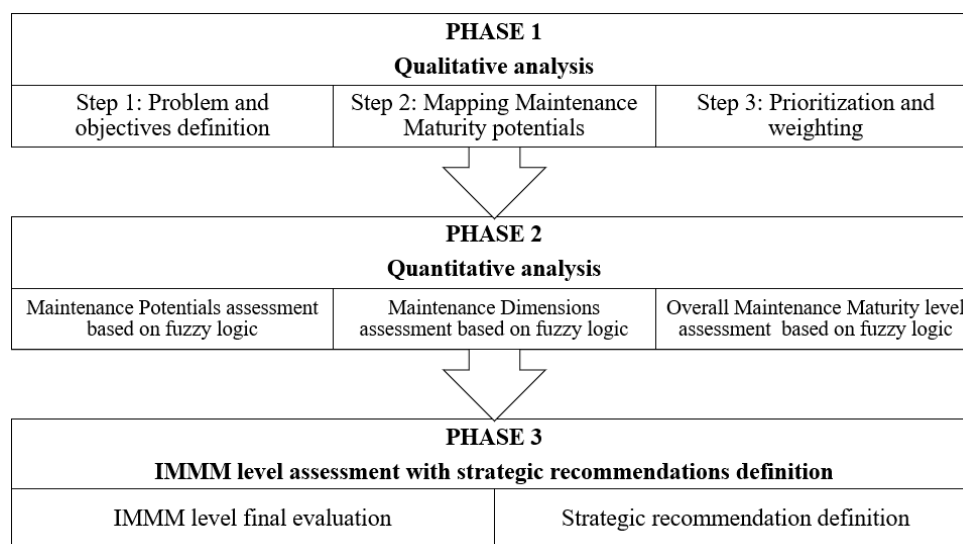 PHASE 1
Qualitative analysis
Step 1: Problem and
objectives definition
Step 2: Mapping Maintenance
Maturity potentials
Step 3: Prioritization and
weighting
PHASE 2
Quantitative analysis
Maintenance Potentials assessment
based on fuzzy logic
Maintenance Dimensions
assessment based on fuzzy logic
Overall Maintenance Maturity level
assessment based on fuzzy logic
PHASE 3
IMMM level assessment with strategic recommendations definition
IMMM level final evaluation
Strategic recommendation definition